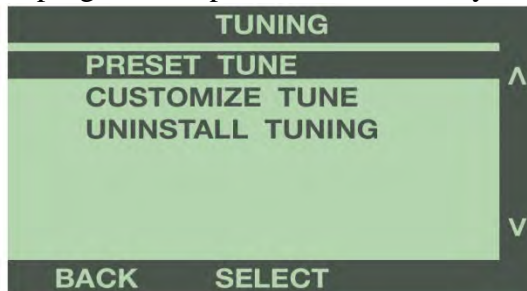 TUNING
PRESET TUNE
CUSTOMIZE TUNE
UNINSTALL TUNING
BACK SELECT